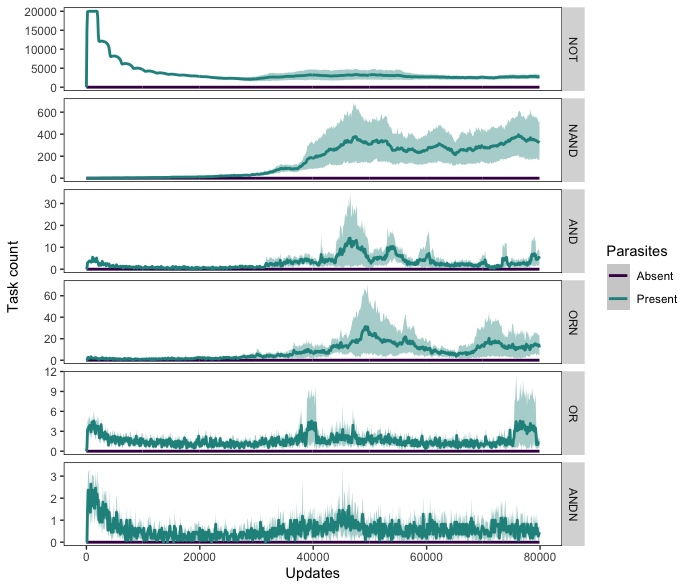 20000
15000
10000
5000
0
NOT
600
400
200
0
NAND
30
20
10
0
AND
60
40
20
0
ORN
12
9
6
3
0
OR
3
2
1
0
ANDN
Task count
0 20000 40000 60000 80000
Updates
Parasites
Absent
Present